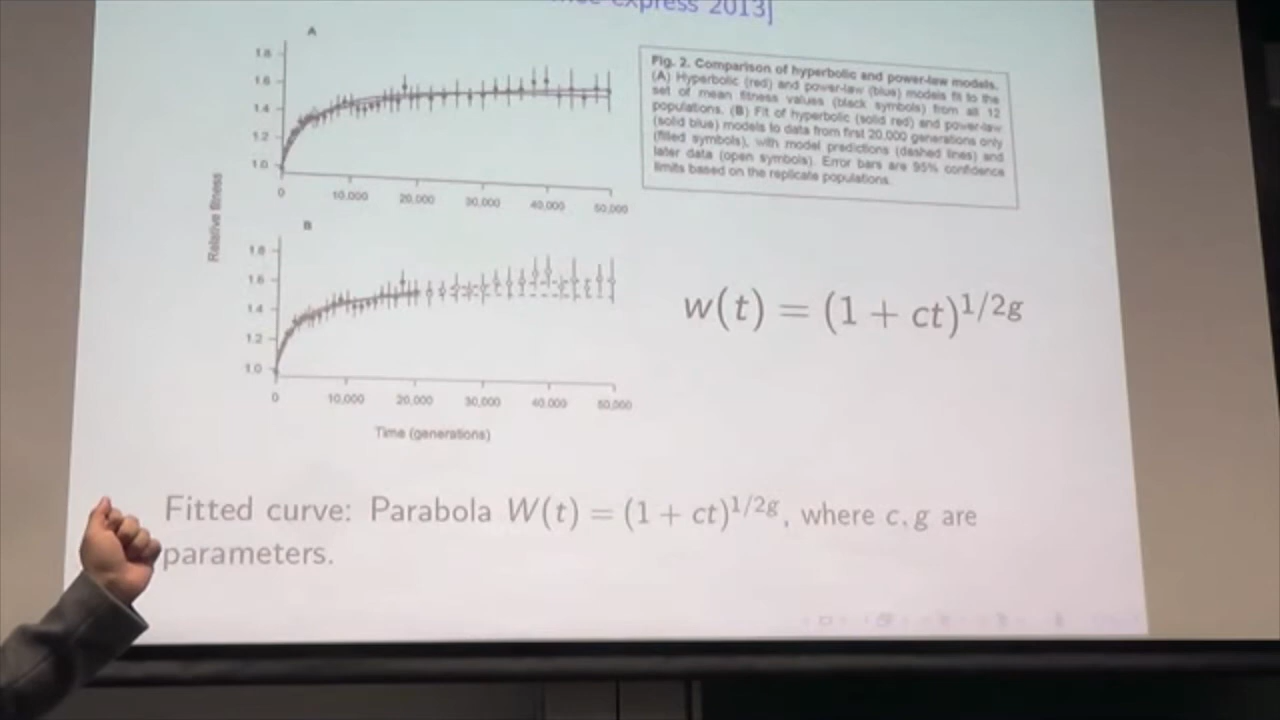 express 2013]
A
1.8
1.6
1.4
1.2
1.0
0 10,000 20,000 30,000 40,000 50,000
Fig. 2. Comparison of hyperbolic and power-law models.
(A) Hyperbolic (red) and power-law (blue) models fit to the
set of mean fitness values (black symbols) from all 12
populations. (B) Fit of hyperbolic (solid red) and power-law
(solid blue) models to data from first 20,000 generations only
(filled symbols), with model predictions (dashed lines) and
later data (open symbols). Error bars are 95% confidence
limits based on the replicate populations.
Relative fitness
B
1.8
1.6
1.4
1.2
1.0
0 10,000 20,000 30,000 40,000 50,000
Time (generations)
w(t) = (1 + ct)^1/2g
Fitted curve: Parabola W(t) = (1 + ct)^1/2g, where c, g are
parameters.